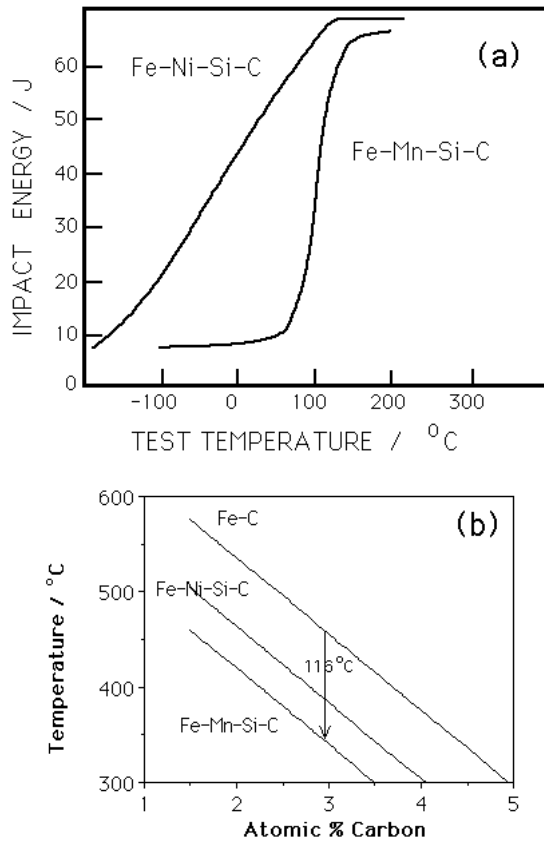 (a)
Fe-Ni-Si-C
Fe-Mn-Si-C
IMPACT ENERGY / J
60
50
40
30
20
10
0
-100 0 100 200 300
TEST TEMPERATURE / °C
(b)
Fe-C
Fe-Ni-Si-C
116°C
Fe-Mn-Si-C
Temperature / °C
600
500
400
300
1 2 3 4 5
Atomic % Carbon